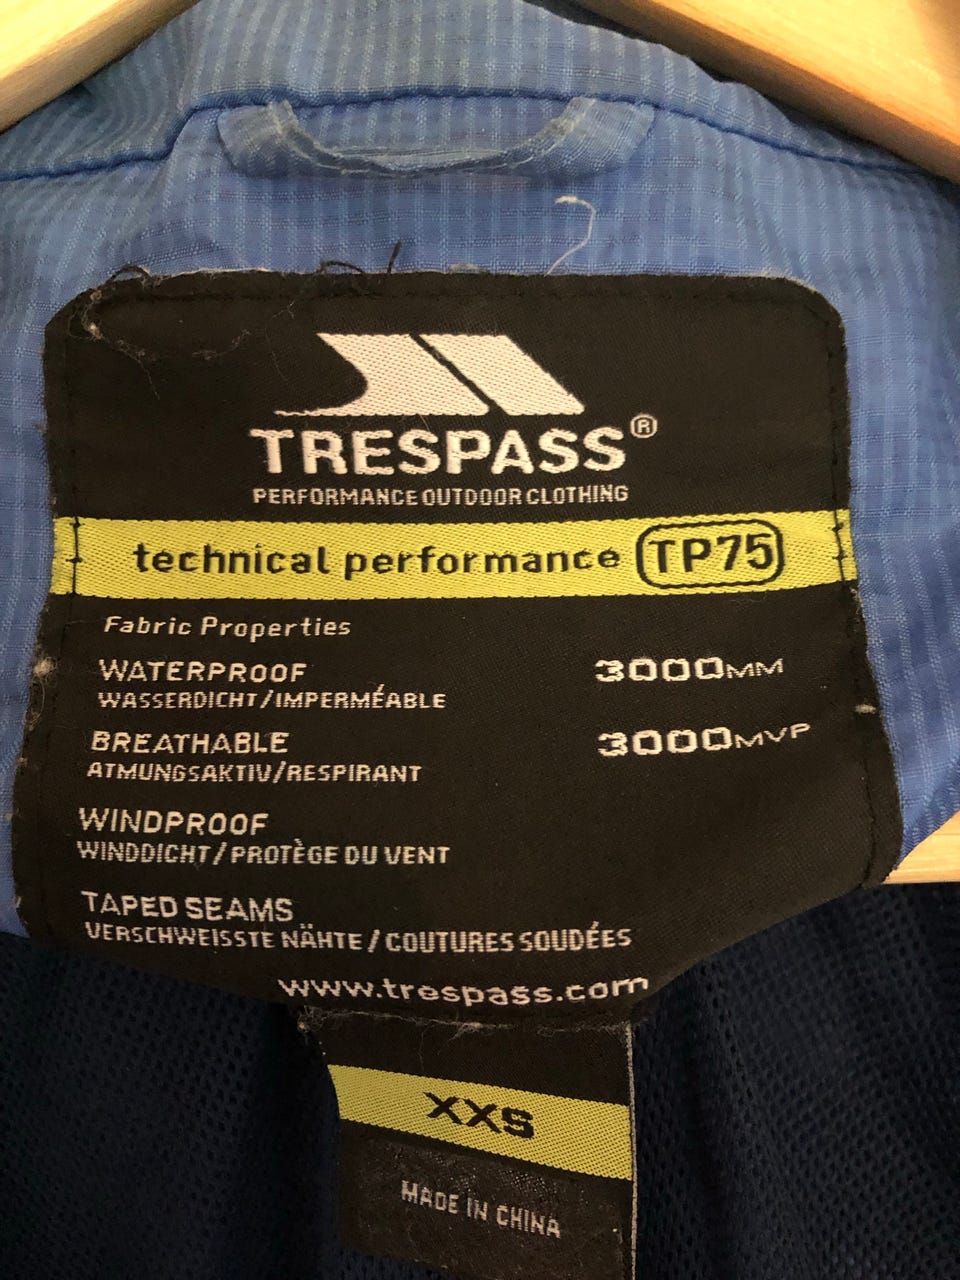 TRESPASS®
PERFORMANCE OUTDOOR CLOTHING
technical performance TP75
Fabric Properties
WATERPROOF 3000MM
WASSERDICHT/IMPERMÉABLE
BREATHABLE 3000MVP
ATMUNGSAKTIV/RESPIRANT
WINDPROOF
WINDDICHT/PROTÈGE DU VENT
TAPED SEAMS
VERSCHWEISSTE NÄHTE/COUTURES SOUDÉES
www.trespass.com
XXS
MADE IN CHINA